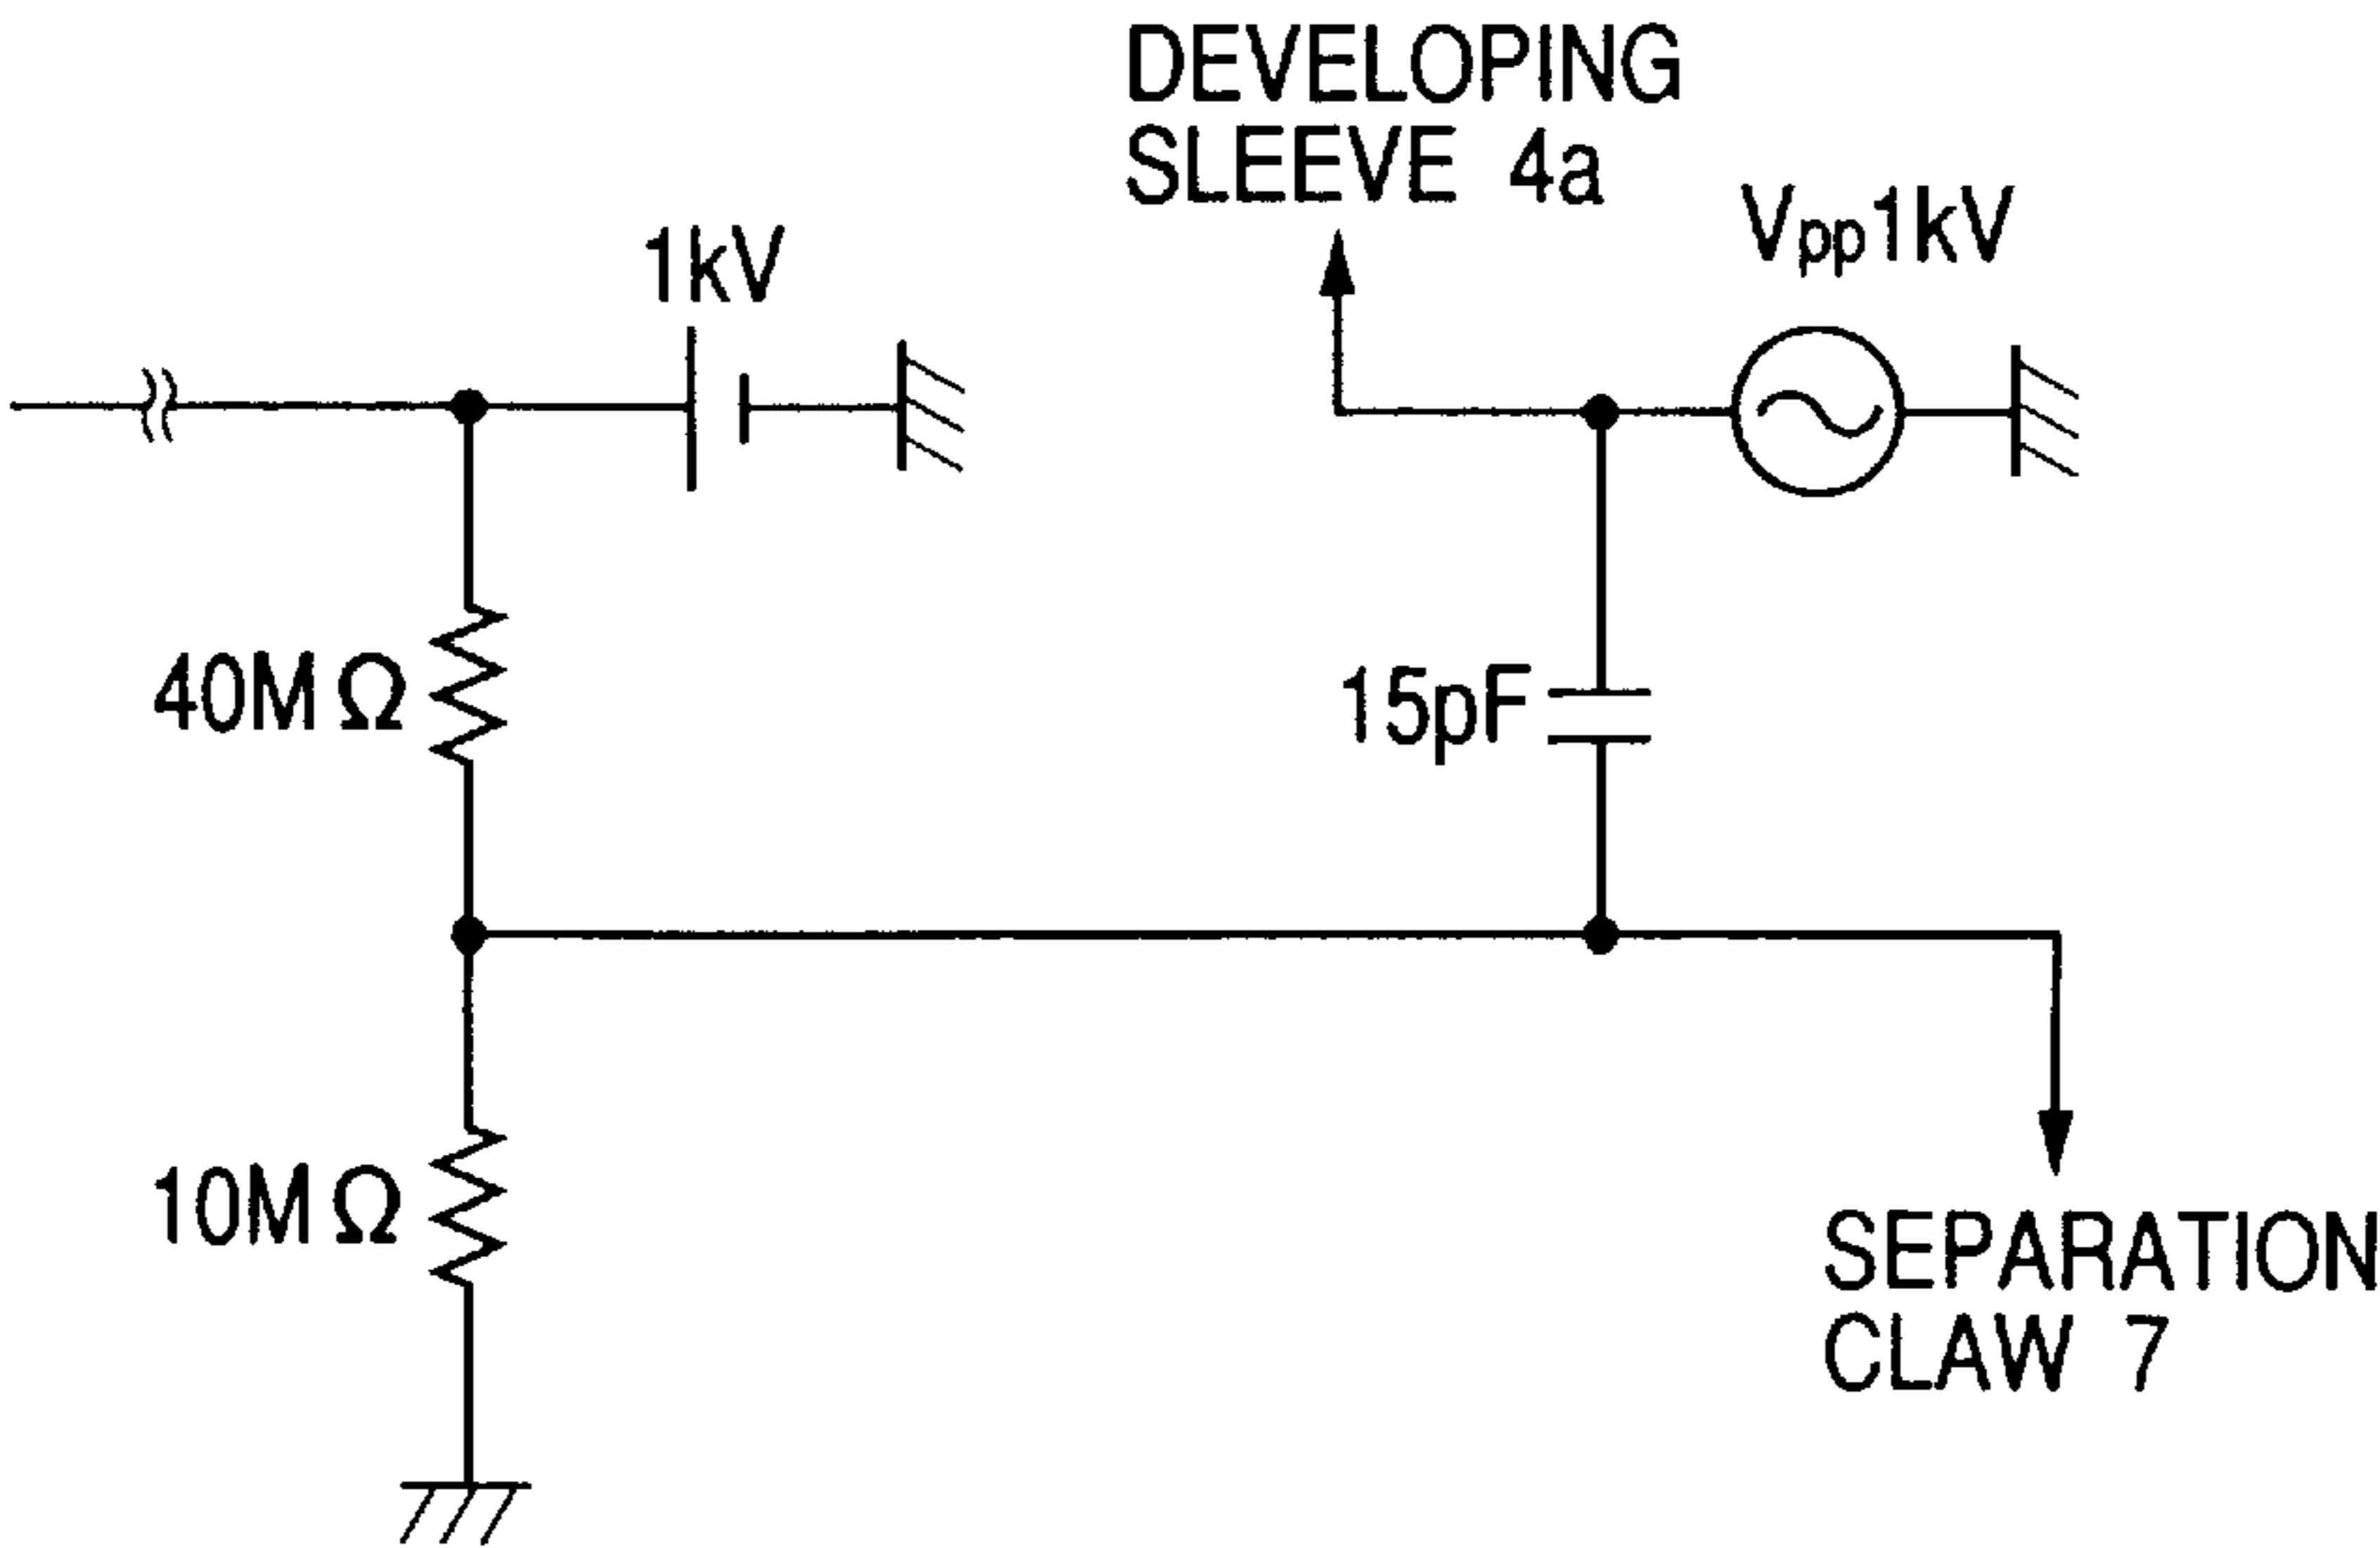 DEVELOPING
SLEEVE 4a
Vpp1kV
1kV
40MΩ
15pF
10MΩ
SEPARATION
CLAW 7